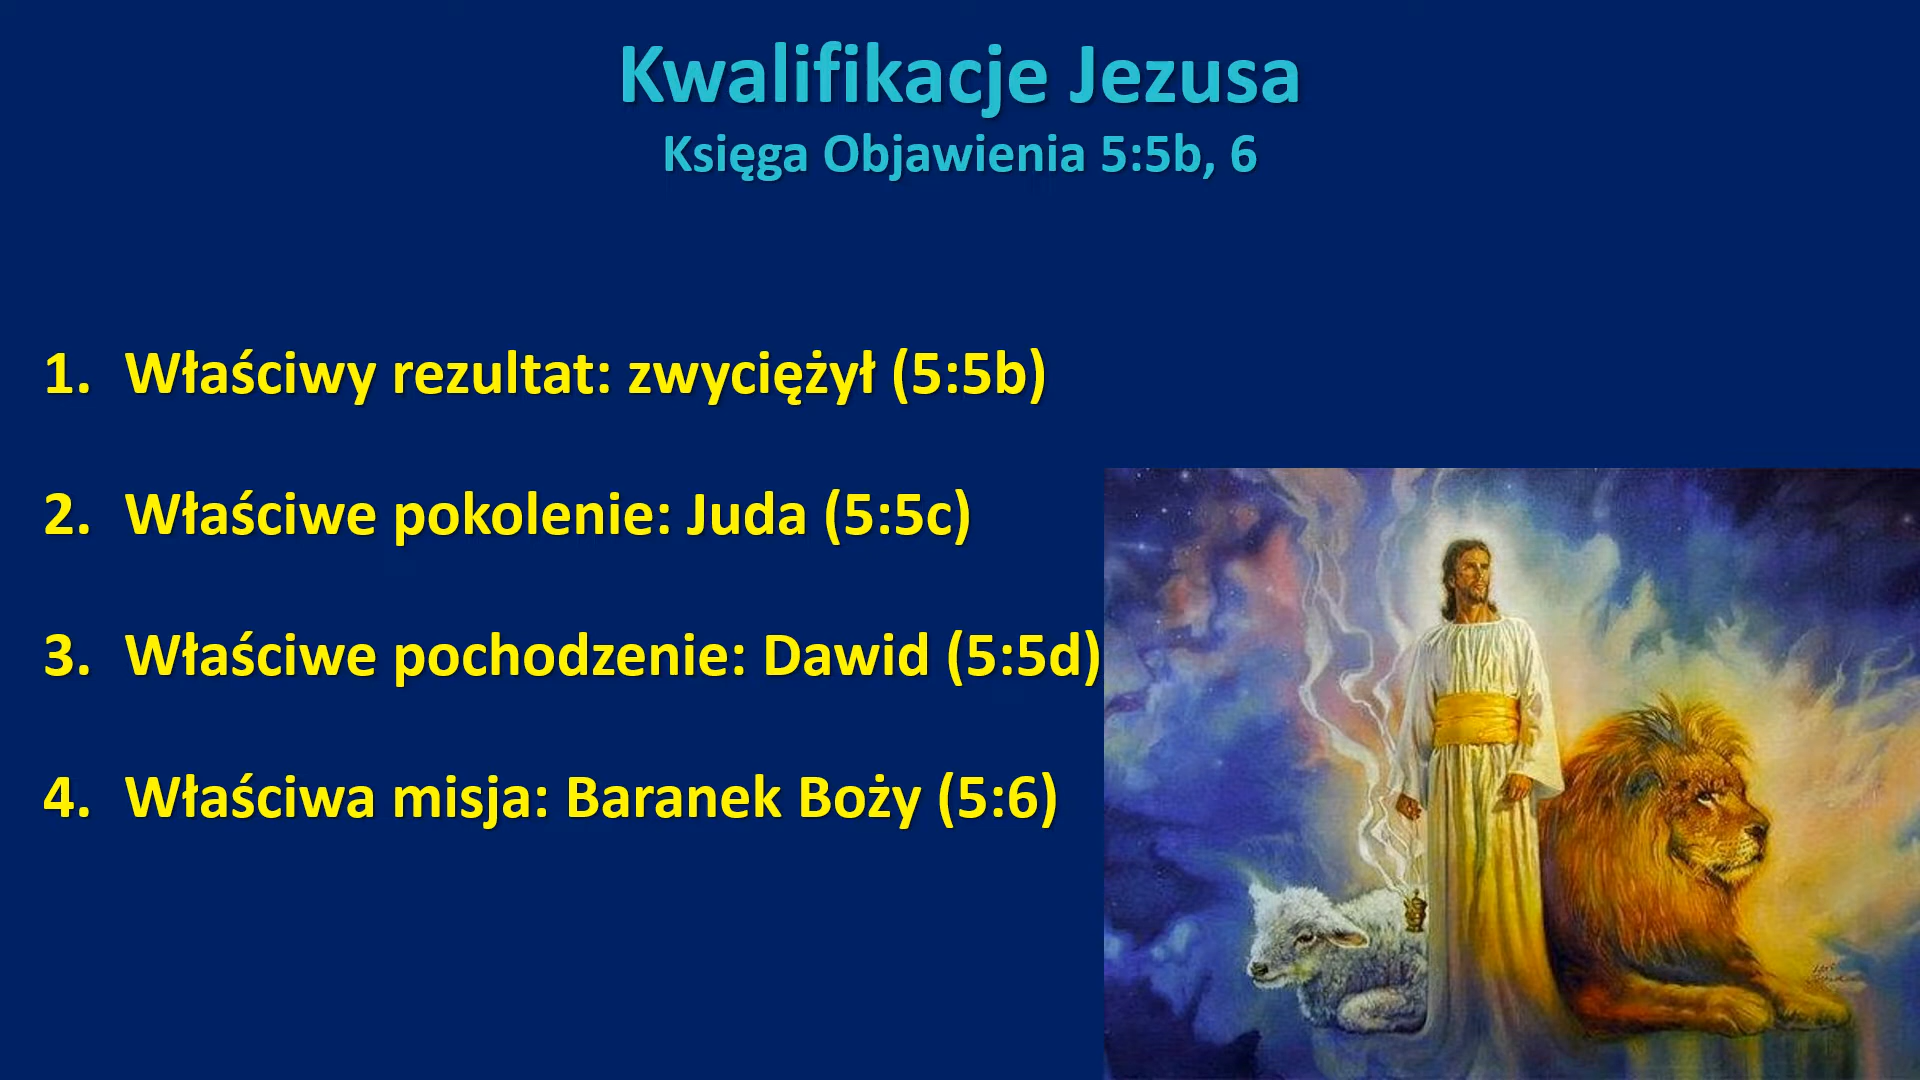 Kwalifikacje Jezusa
Księga Objawienia 5:5b, 6
1. Właściwy rezultat: zwyciężył (5:5b)
2. Właściwe pokolenie: Juda (5:5c)
3. Właściwe pochodzenie: Dawid (5:5d)
4. Właściwa misja: Baranek Boży (5:6)